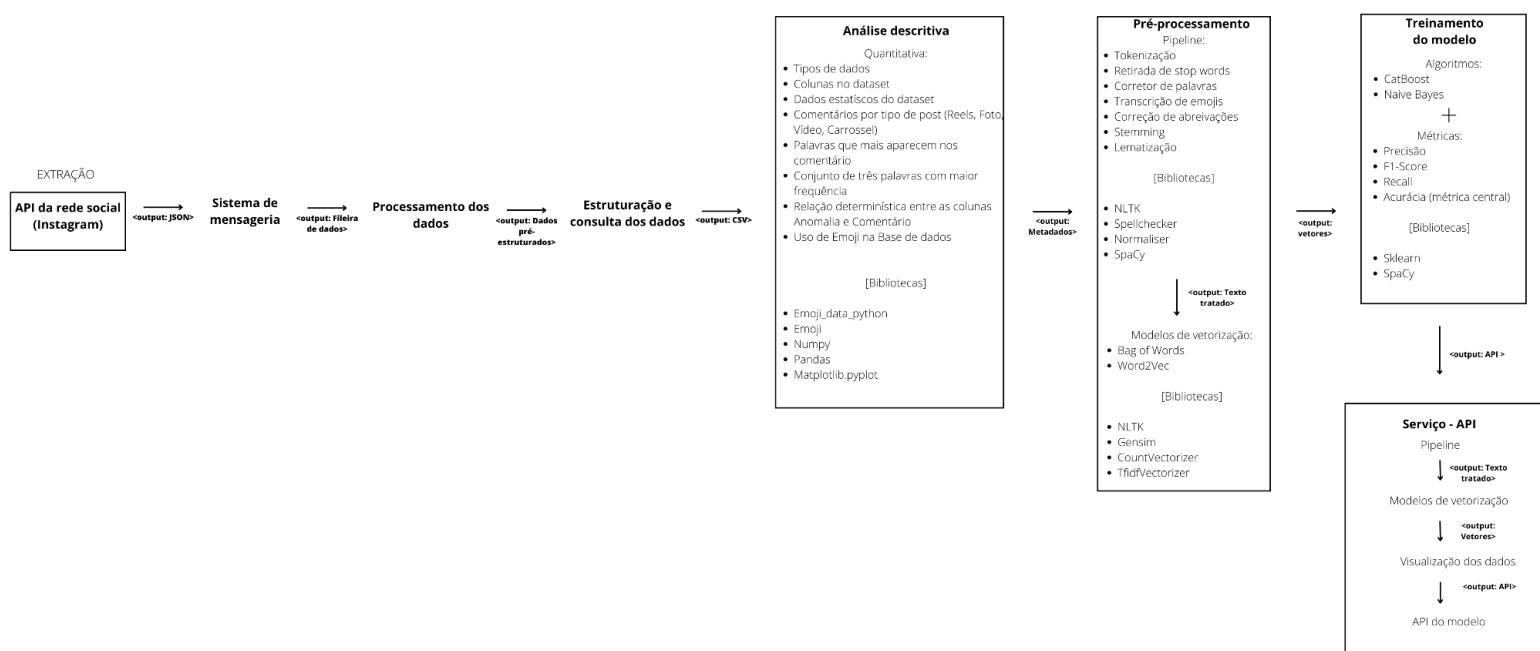 EXTRAÇÃO
API da rede social
(Instagram)
<output: JSON>
Sistema de
mensageria
<output: Fileira
de dados>
Processamento dos
dados
<output: Dados
pré-
estruturados>
Estruturação e
consulta dos dados
<output: CSV>
Análise descritiva
Quantitativa:
Tipos de dados
Colunas no dataset
Dados estatíscos do dataset
Comentários por tipo de post (Reels, Foto,
Vídeo, Carrossel)
Palavras que mais aparecem nos
comentário
Conjunto de três palavras com maior
frequência
Relação determinística entre as colunas
Anomalia e Comentário
Uso de Emoji na Base de dados
[Bibliotecas]
Emoji_data_python
Emoji
Numpy
Pandas
Matplotlib.pyplot
<output:
Metadados>
Pré-processamento
Pipeline:
Tokenização
Retirada de stop words
Corretor de palavras
Transcrição de emojis
Correção de abreivações
Stemming
Lematização
[Bibliotecas]
NLTK
Spellchecker
Normaliser
SpaCy
<output: Texto
tratado>
Modelos de vetorização:
Bag of Words
Word2Vec
[Bibliotecas]
NLTK
Gensim
CountVectorizer
TfidfVectorizer
<output:
vetores>
Treinamento
do modelo
Algoritmos:
CatBoost
Naive Bayes
+
Métricas:
Precisão
F1-Score
Recall
Acurácia (métrica central)
[Bibliotecas]
Sklearn
SpaCy
<output: API >
Serviço - API
Pipeline
<output: Texto
tratado>
Modelos de vetorização
<output:
Vetores>
Visualização dos dados
<output: API>
API do modelo